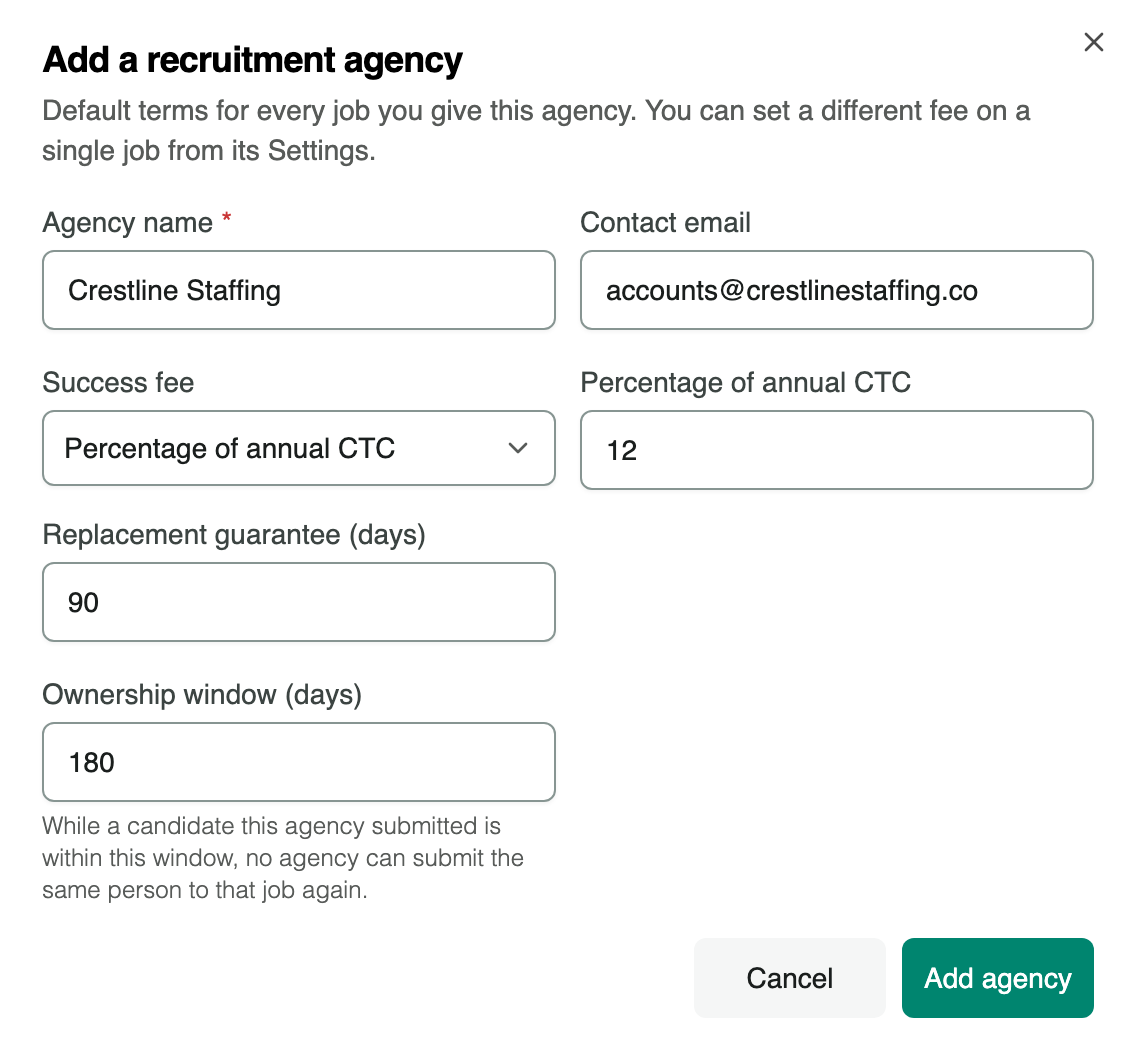 Add a recruitment agency
Default terms for every job you give this agency. You can set a different fee on a
single job from its Settings.
Agency name *
Contact email
Crestline Staffing
accounts@crestlinestaffing.co
Success fee
Percentage of annual CTC
Percentage of annual CTC
12
Replacement guarantee (days)
90
Ownership window (days)
180
While a candidate this agency submitted is
within this window, no agency can submit the
same person to that job again.
Cancel
Add agency